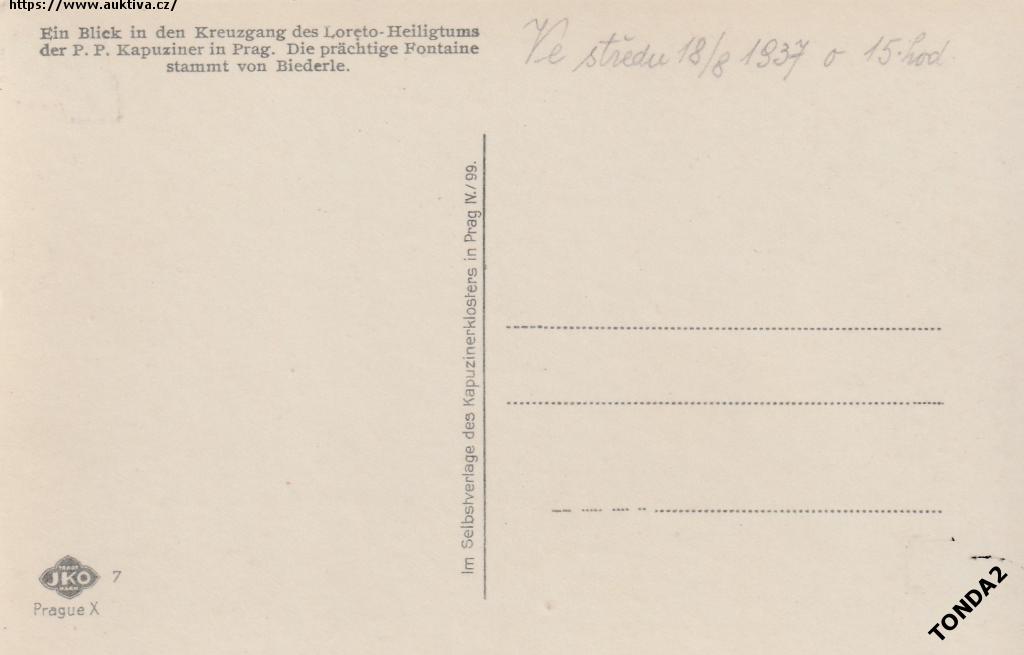 https://www.auktiva.cz/
Ein Blick in den Kreuzgang des Loreto-Heiligtums
der P. P. Kapuziner in Prag. Die prächtige Fontaine
stammt von Biederle.
Ve středu 18/8 1937 o 15·hod.
Im Selbstverlage des Kapuzinerklosters in Prag IV./99.
JKO
7
Prague X
TONDA2